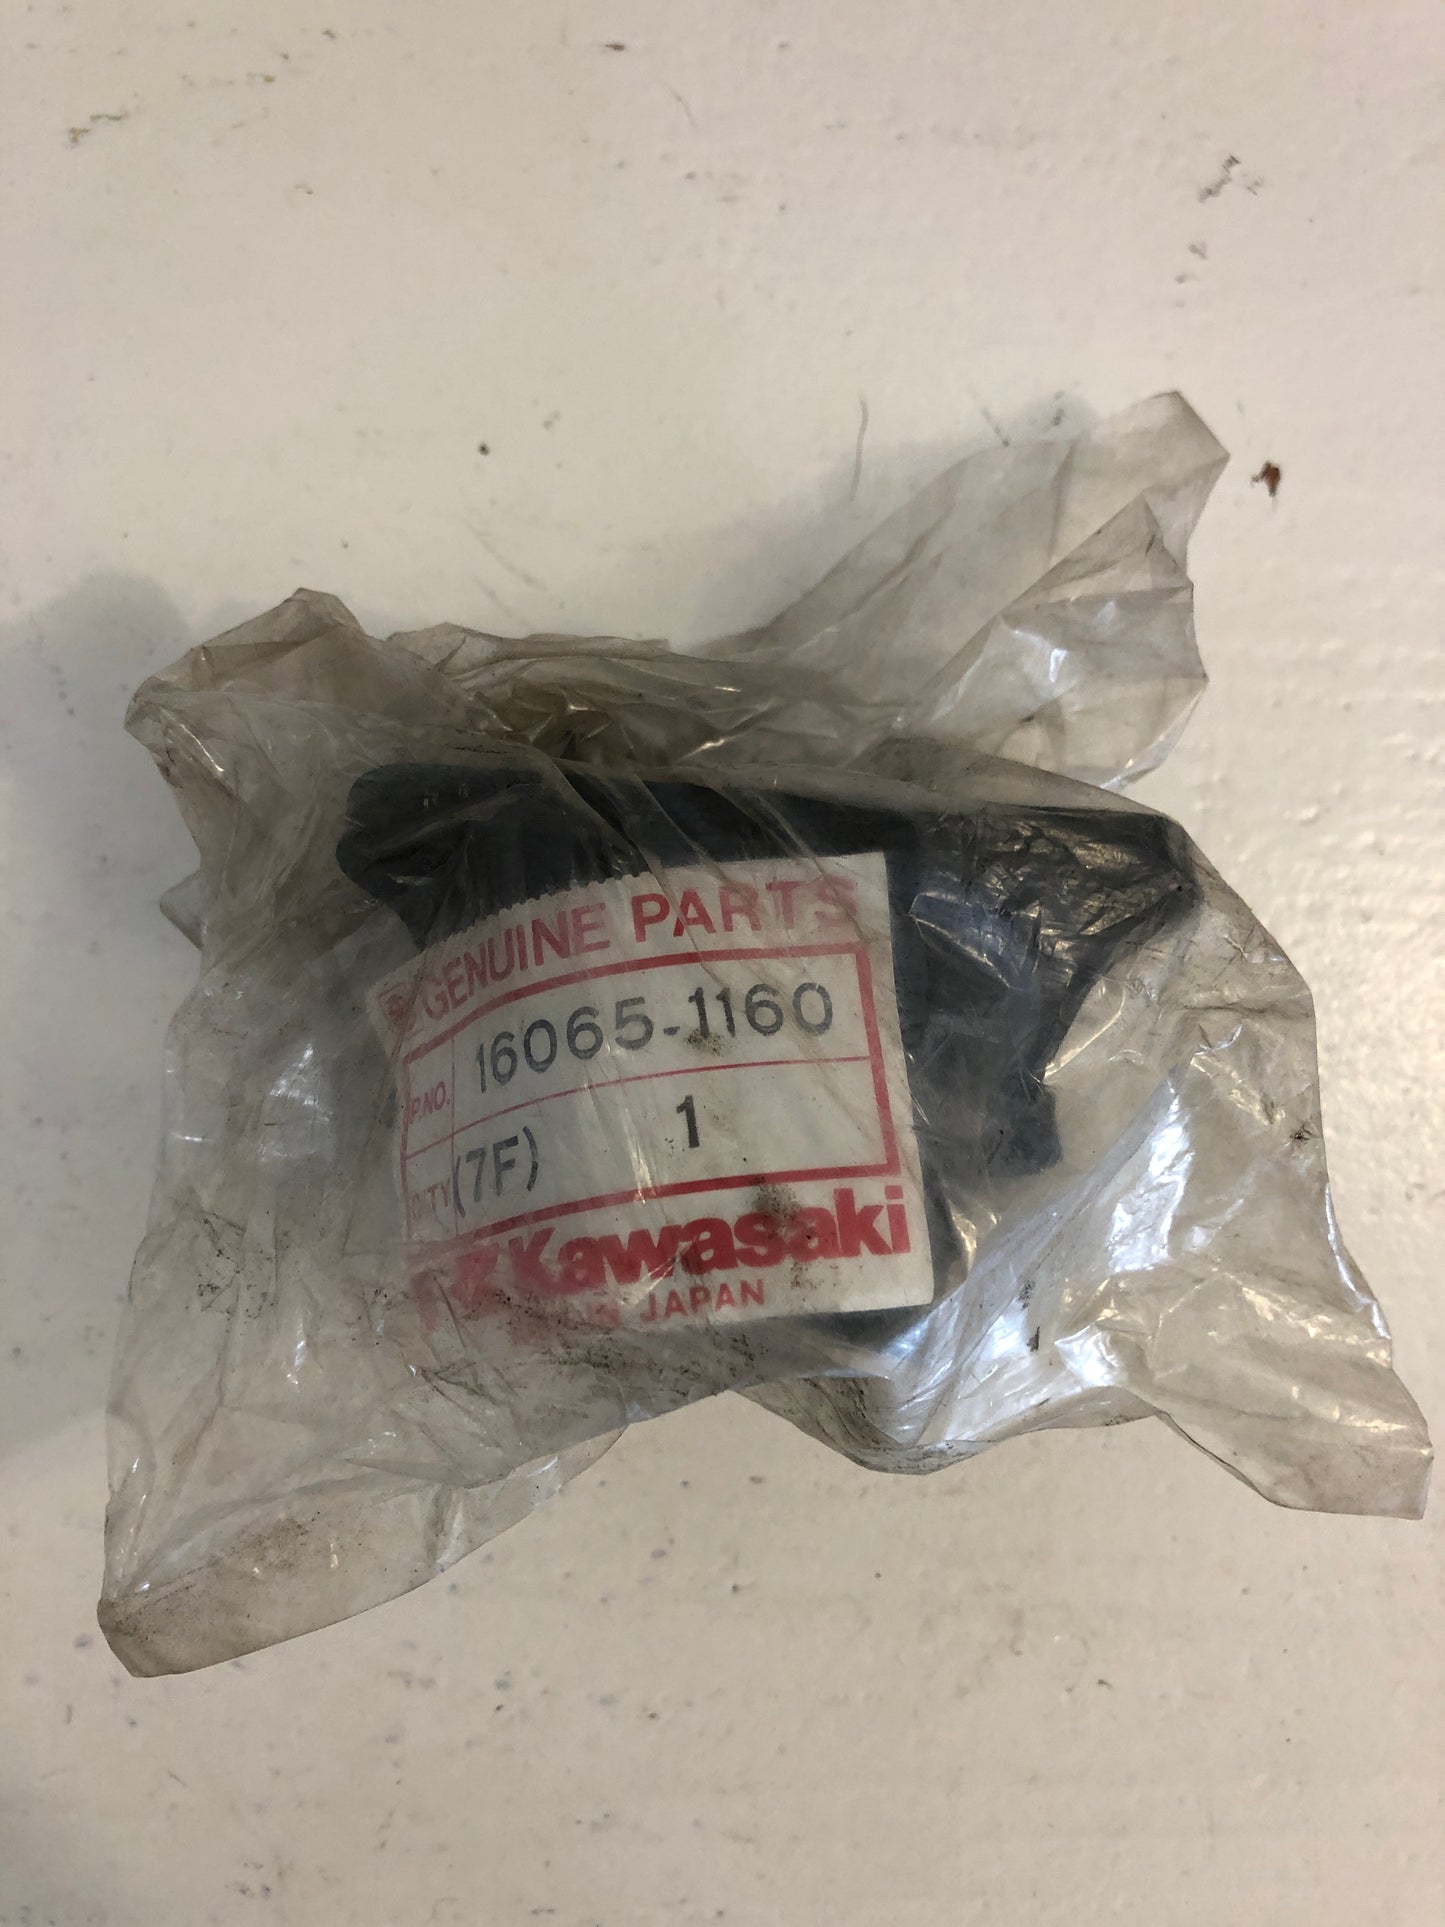 GENUINE PARTS
P.NO. 16065-1160
Q'TY (7F) 1
Kawasaki
JAPAN